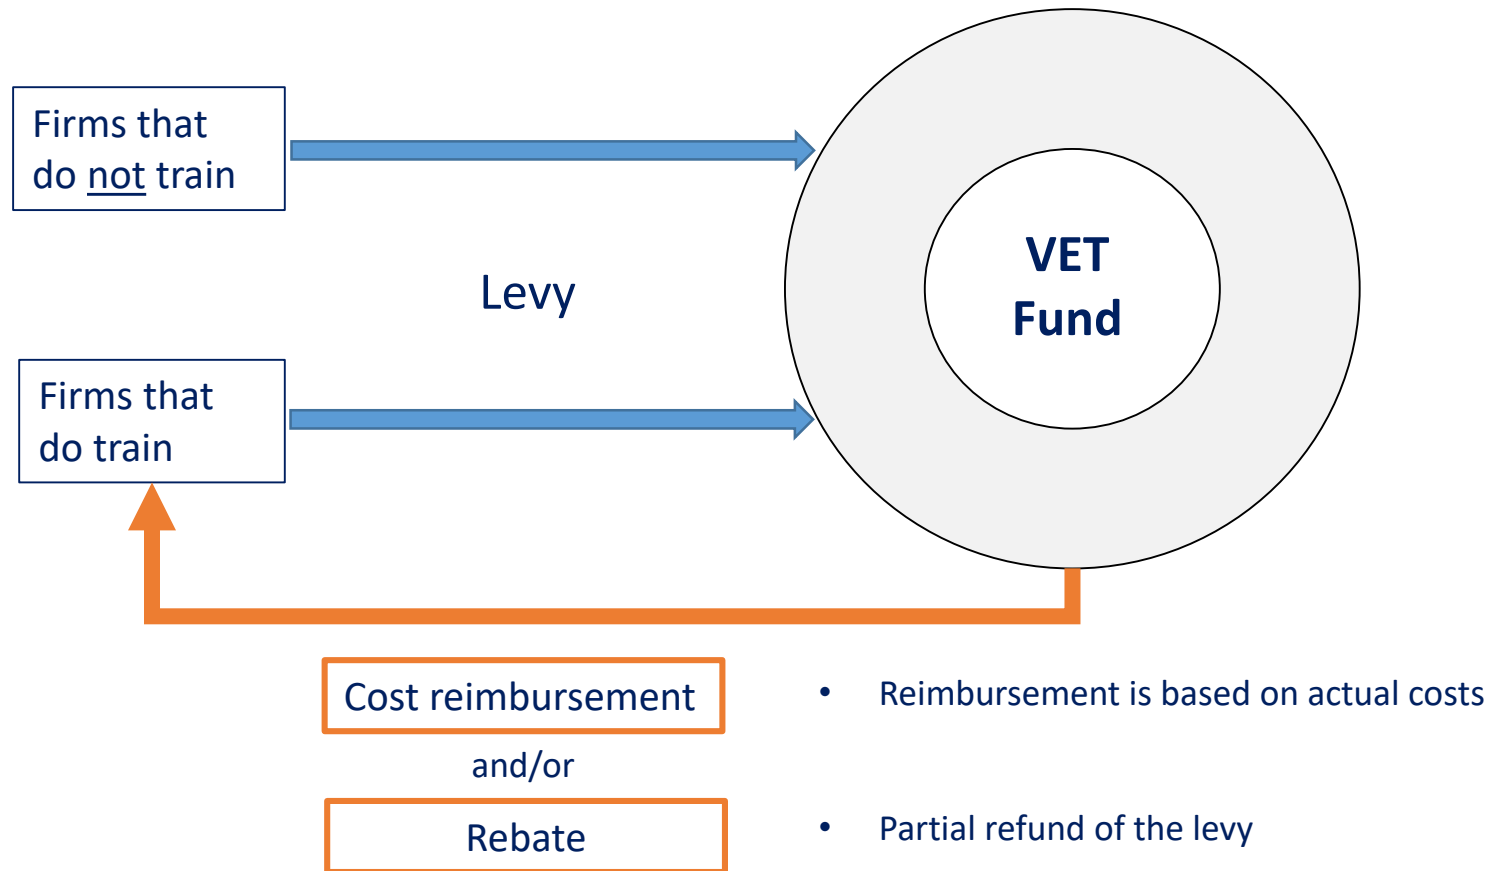 Firms that
do not train
Levy
VET
Fund
Firms that
do train
Cost reimbursement
• Reimbursement is based on actual costs
and/or
Rebate
• Partial refund of the levy